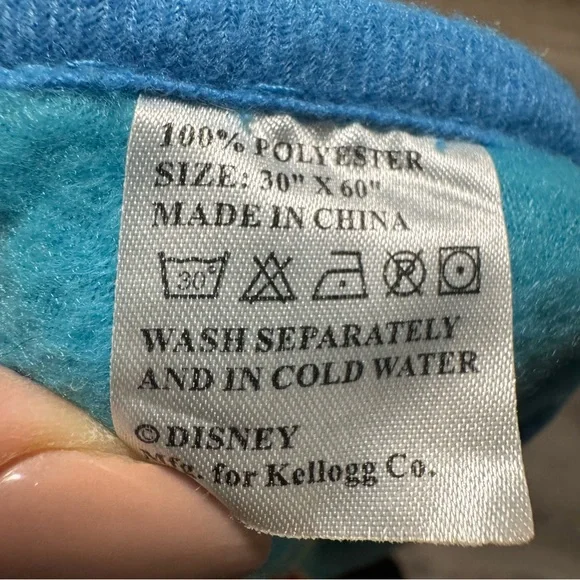 100% POLYESTER
SIZE: 30" X 60"
MADE IN CHINA
30° P
WASH SEPARATELY
AND IN COLD WATER
©DISNEY
Mfg. for Kellogg Co.